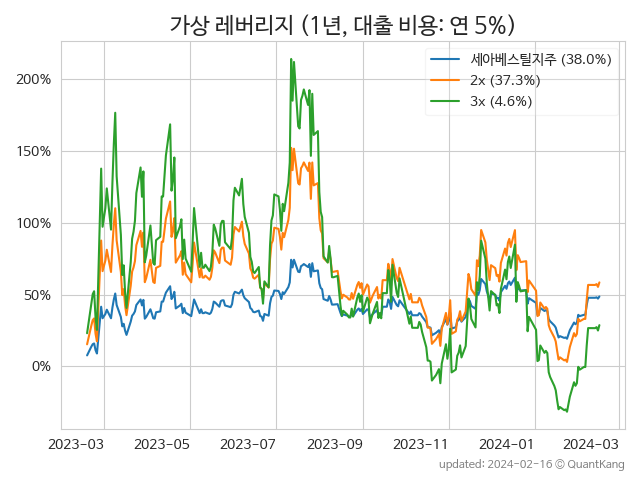 가상 레버리지 (1년, 대출 비용: 연 5%)
세아베스틸지주 (38.0%)
2x (37.3%)
3x (4.6%)
200%
150%
100%
50%
0%
2023-03 2023-05 2023-07 2023-09 2023-11 2024-01 2024-03
updated: 2024-02-16 © QuantKang